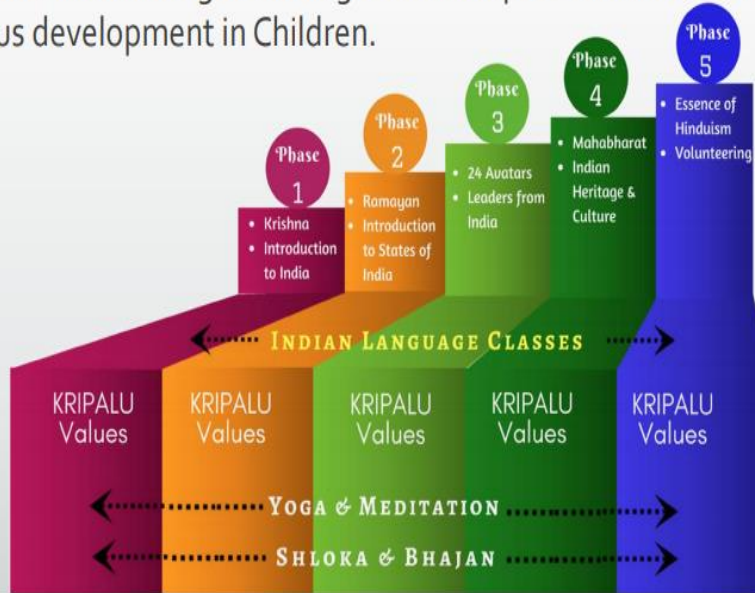 us development in Children.
Phase
1
• Krishna
• Introduction
to India
Phase
2
• Ramayan
• Introduction
to States of
India
Phase
3
• 24 Avatars
• Leaders from
India
Phase
4
• Mahabharat
• Indian
Heritage &
Culture
Phase
5
• Essence of
Hinduism
• Volunteering
INDIAN LANGUAGE CLASSES
KRIPALU
Values
KRIPALU
Values
KRIPALU
Values
KRIPALU
Values
KRIPALU
Values
YOGA & MEDITATION
SHLOKA & BHAJAN